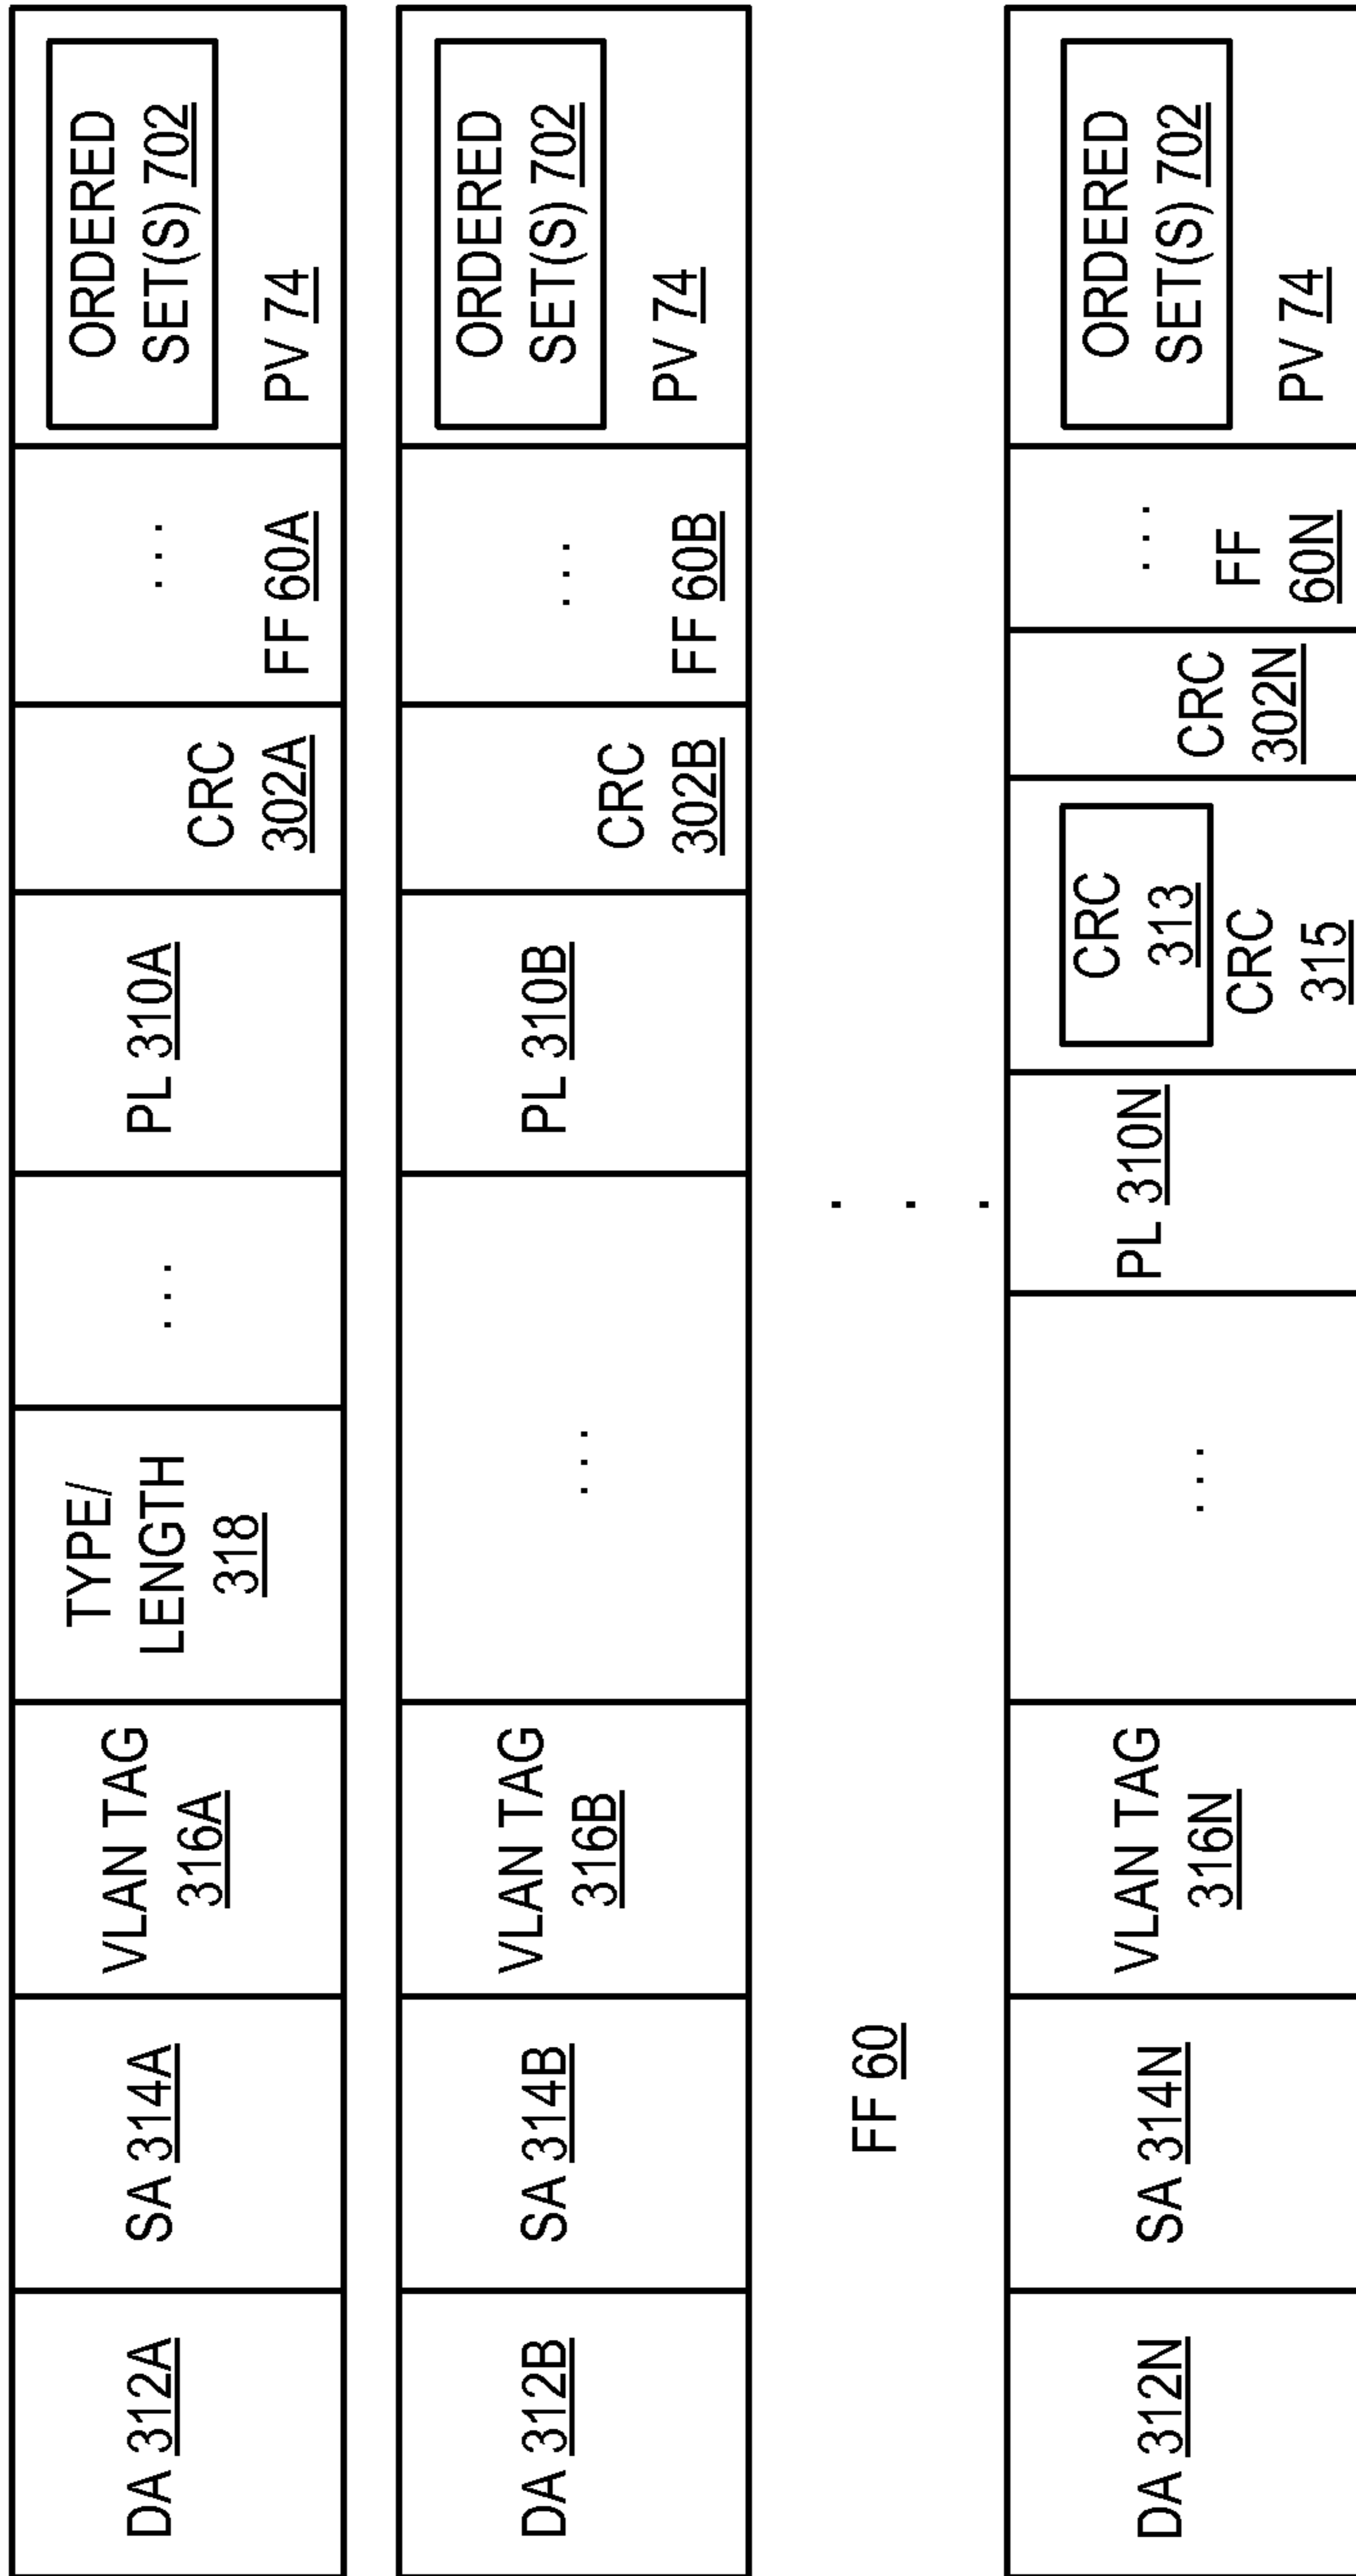 DA 312A
SA 314A
VLAN TAG
316A
TYPE/
LENGTH
318
...
PL 310A
CRC
302A
...
FF 60A
ORDERED
SET(S) 702
PV 74
DA 312B
SA 314B
VLAN TAG
316B
...
PL 310B
CRC
302B
...
FF 60B
ORDERED
SET(S) 702
PV 74
FF 60
. . .
DA 312N
SA 314N
VLAN TAG
316N
...
PL 310N
CRC
313
CRC
315
CRC
302N
...
FF
60N
ORDERED
SET(S) 702
PV 74